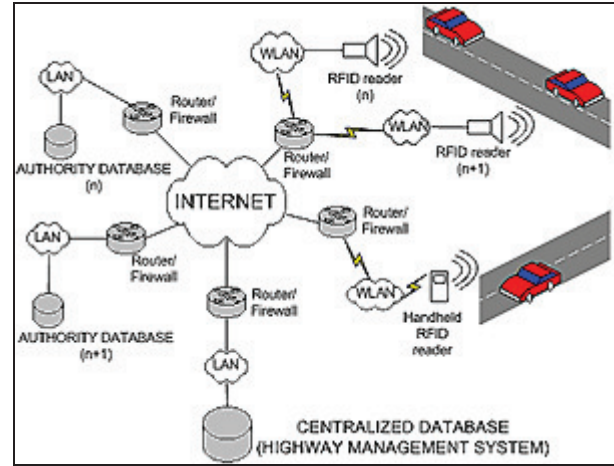 WLAN
RFID reader
(n)
LAN
Router/
Firewall
AUTHORITY DATABASE
(n)
Router/
Firewall
WLAN
RFID reader
(n+1)
INTERNET
LAN
Router/
Firewall
AUTHORITY DATABASE
(n+1)
Router/
Firewall
WLAN
Handheld
RFID
reader
Router/
Firewall
LAN
CENTRALIZED DATABASE
(HIGHWAY MANAGEMENT SYSTEM)